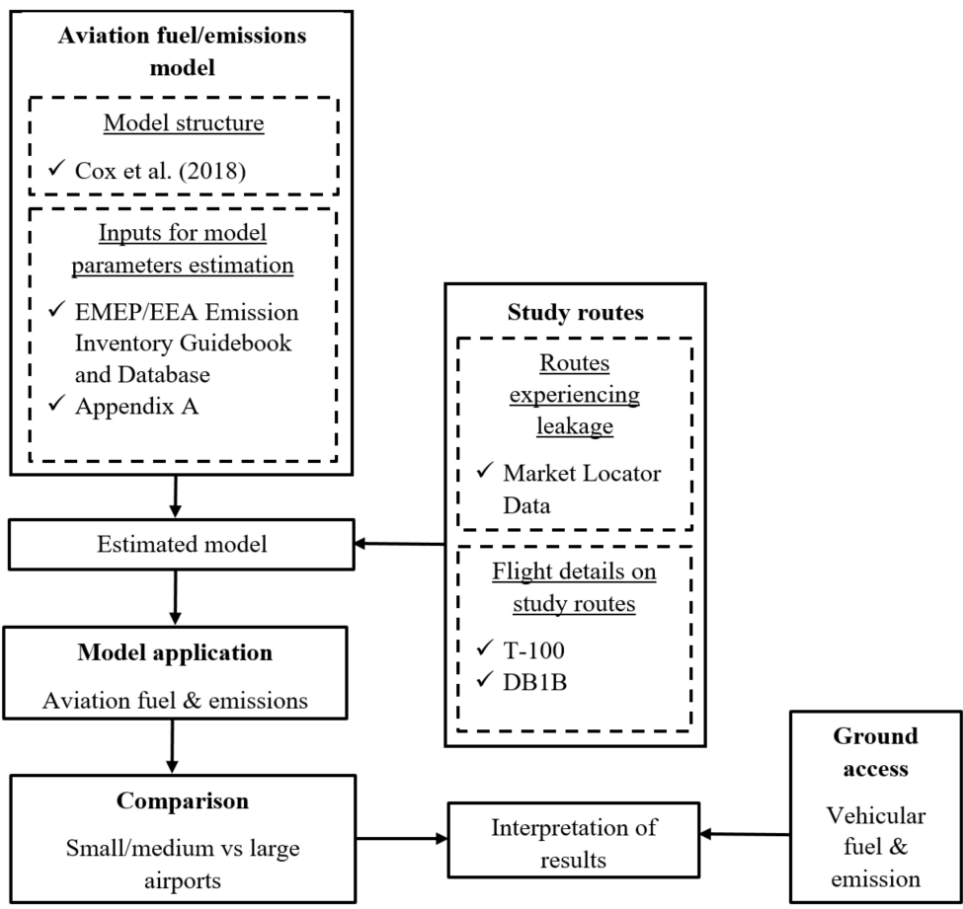 Aviation fuel/emissions
model
Model structure
✓ Cox et al. (2018)
Inputs for model
parameters estimation
✓ EMEP/EEA Emission
Inventory Guidebook
and Database
✓ Appendix A
Estimated model
Model application
Aviation fuel & emissions
Comparison
Small/medium vs large
airports
Study routes
Routes
experiencing
leakage
✓ Market Locator
Data
Flight details on
study routes
✓ T-100
✓ DB1B
Interpretation of
results
Ground
access
Vehicular
fuel &
emission